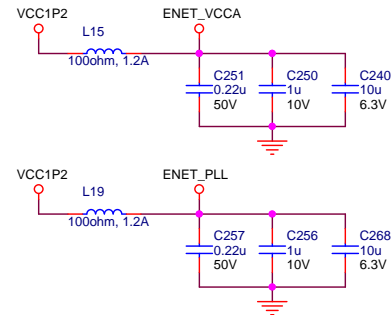 VCC1P2
ENET_VCCA
L15
100ohm, 1.2A
C251
0.22u
50V
C250
1u
10V
C240
10u
6.3V
VCC1P2
ENET_PLL
L19
100ohm, 1.2A
C257
0.22u
50V
C256
1u
10V
C268
10u
6.3V